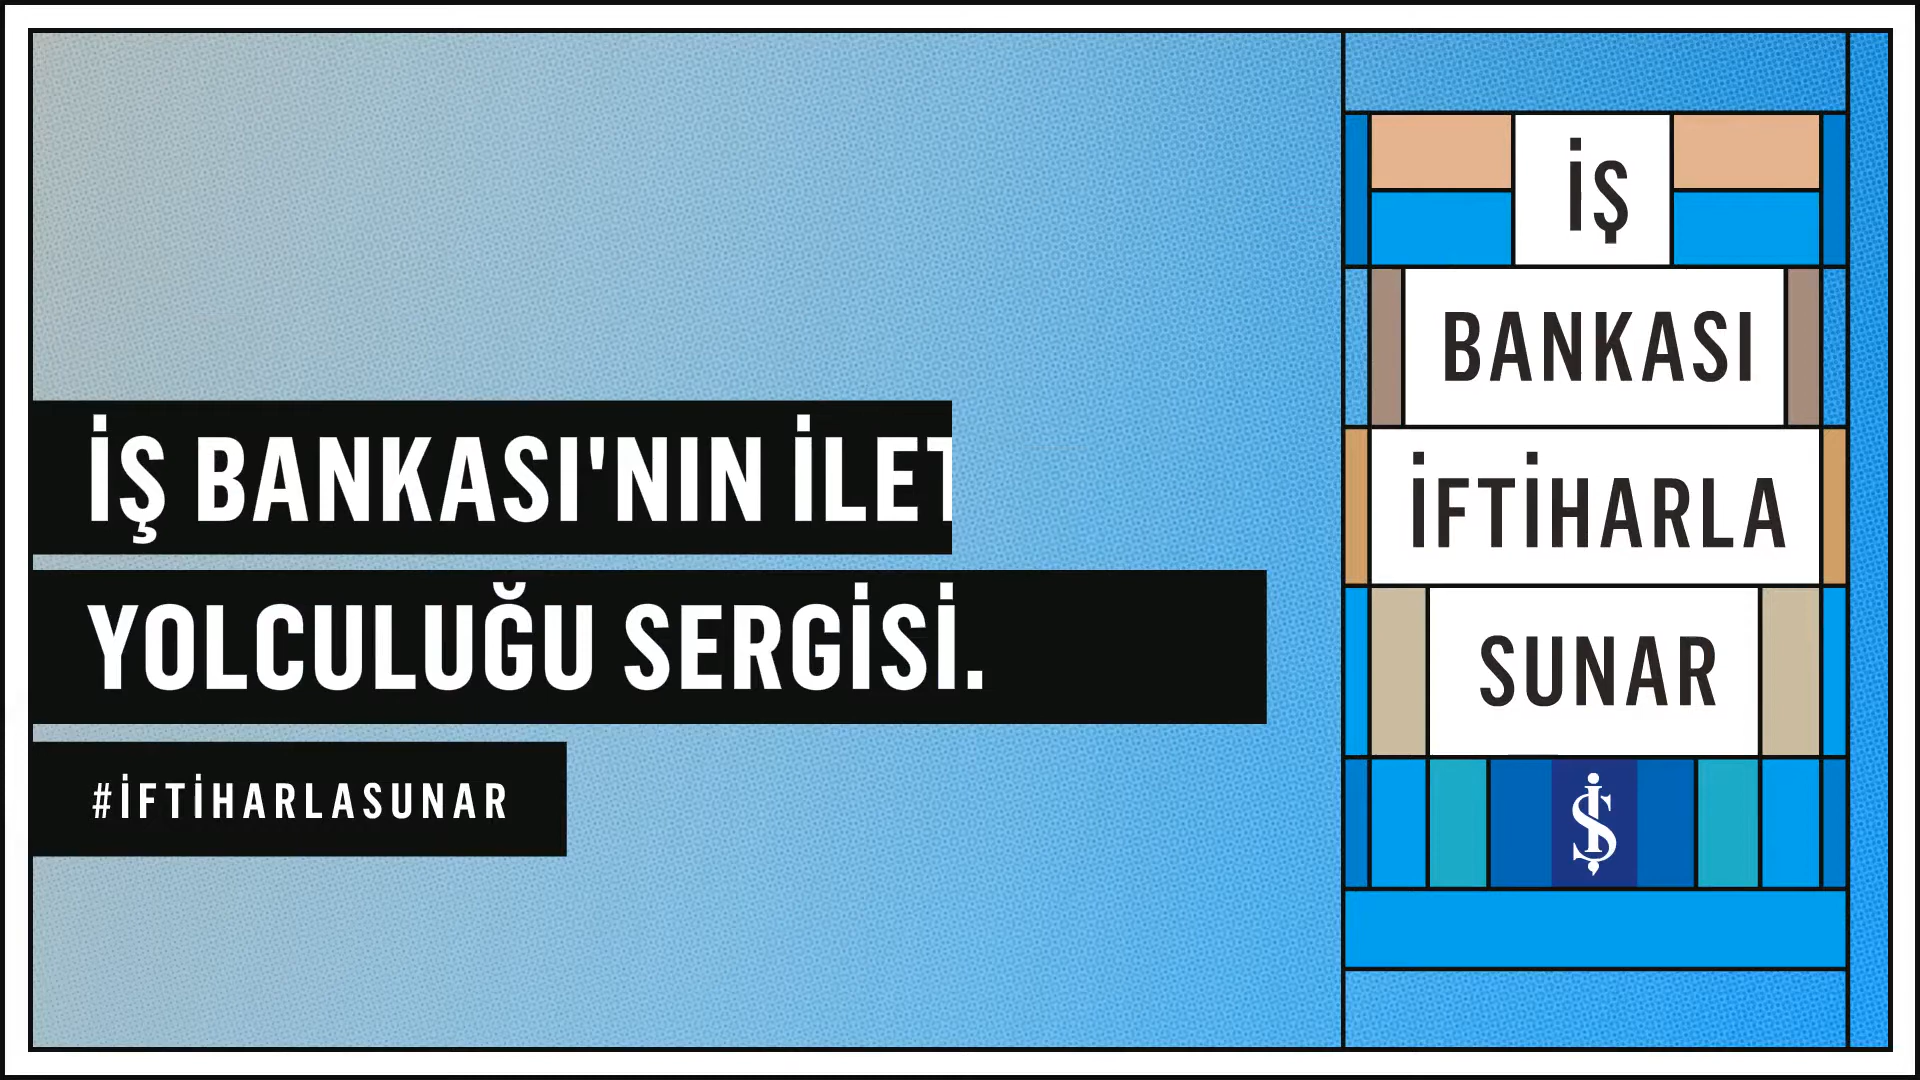 İŞ BANKASI'NIN İLET
YOLCULUĞU SERGİSİ.
#İFTİHARLASUNAR
İŞ
BANKASI
İFTİHARLA
SUNAR